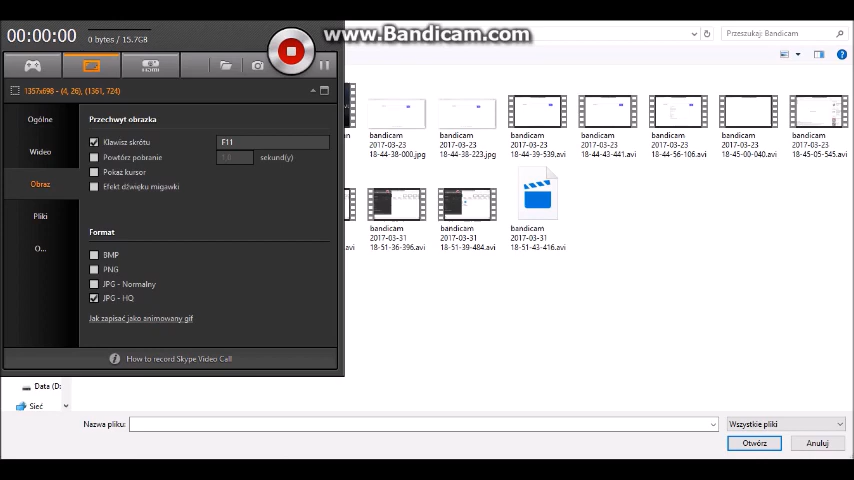 00:00:00
0 bytes / 15.7GB
www.Bandicam.com
Przeszukaj Bandicam
1357x698 - (4, 26), (1361, 724)
Ogólne
Wideo
Obraz
Pliki
O...
Przechwyt obrazka
Klawisz skrótu
F11
Powtórz pobranie
1.0
sekund(y)
Pokaż kursor
Efekt dźwięku migawki
Format
BMP
PNG
JPG - Normalny
JPG - HQ
Jak zapisać jako animowany gif
How to record Skype Video Call
bandicam
2017-03-23
18-44-38-000.jpg
bandicam
2017-03-23
18-44-38-223.jpg
bandicam
2017-03-23
18-44-39-539.avi
bandicam
2017-03-23
18-44-43-441.avi
bandicam
2017-03-23
18-44-56-106.avi
bandicam
2017-03-23
18-45-00-040.avi
bandicam
2017-03-23
18-45-05-545.avi
bandicam
2017-03-31
18-51-36-396.avi
bandicam
2017-03-31
18-51-39-484.avi
bandicam
2017-03-31
18-51-43-416.avi
Data (D:
Sieć
Nazwa pliku:
Wszystkie pliki
Otwórz
Anuluj